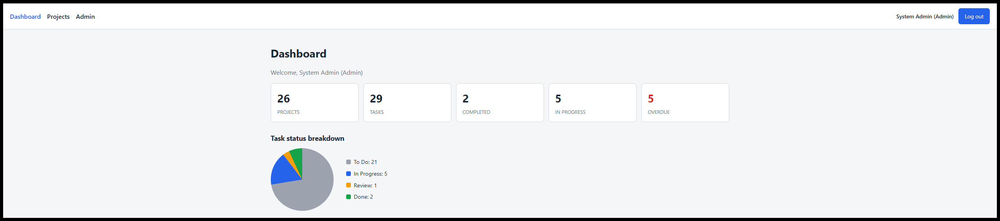 Dashboard Projects Admin System Admin (Admin) Log out
Dashboard
Welcome, System Admin (Admin)
26 29 2 5 5
PROJECTS TASKS COMPLETED IN PROGRESS OVERDUE
Task status breakdown
To Do: 21
In Progress: 5
Review: 1
Done: 2